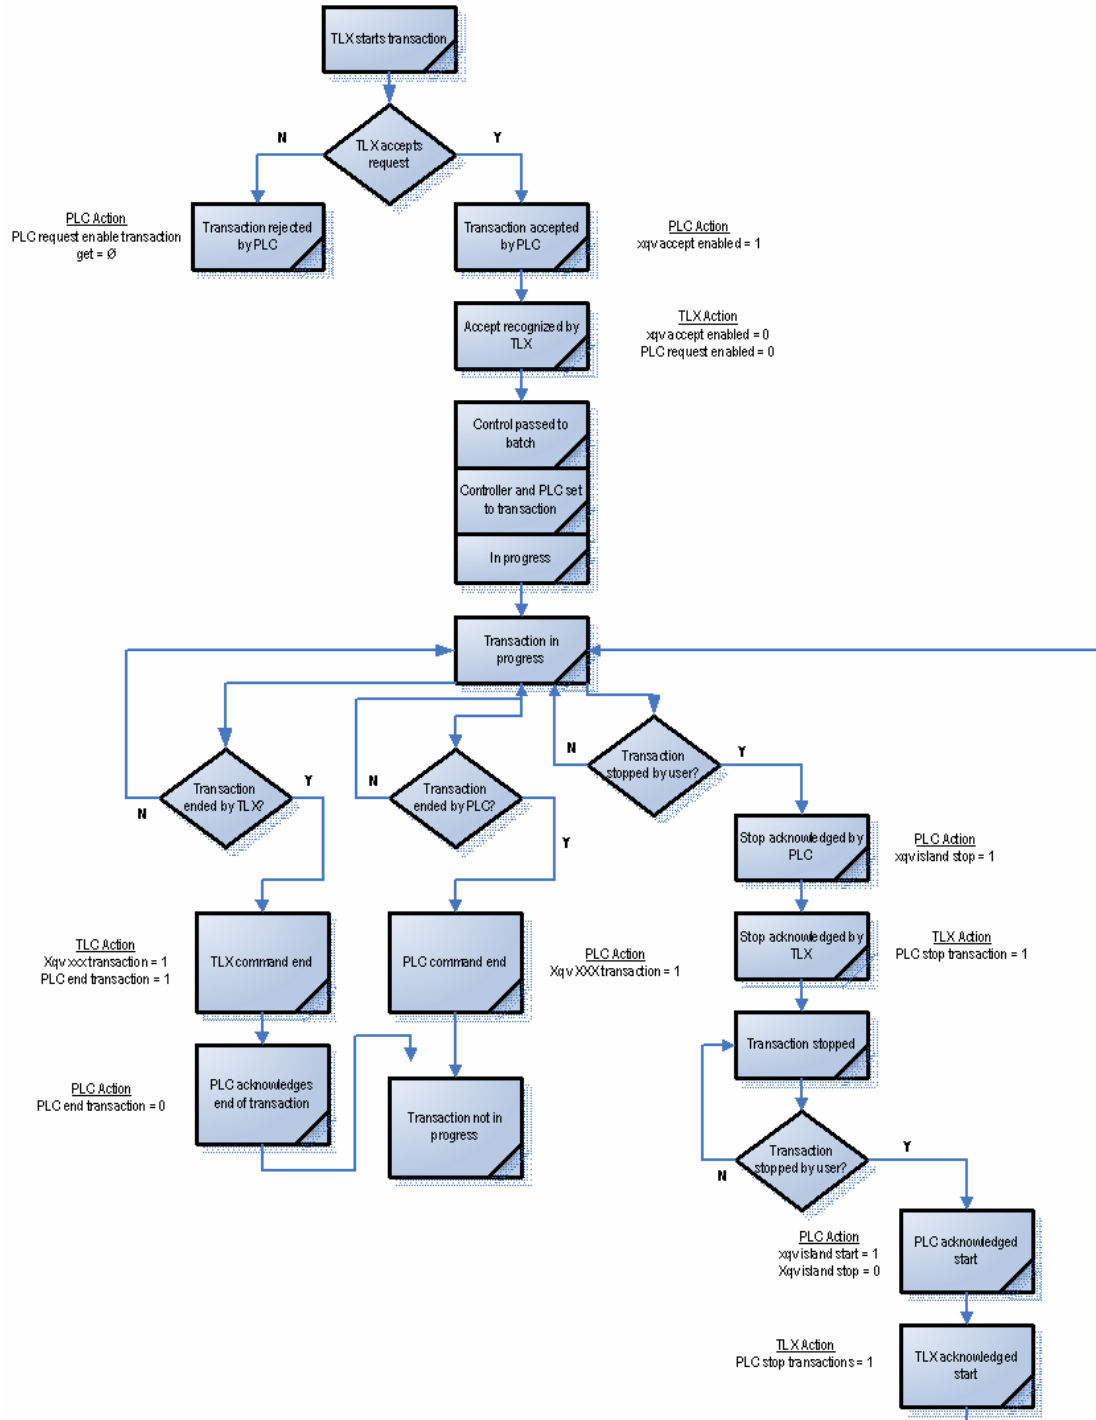 TLX starts transaction
TLX accepts
request
N
Y
PLC Action
PLC request enable transaction
get = Ø
Transaction rejected
by PLC
Transaction accepted
by PLC
PLC Action
xqv accept enabled = 1
Accept recognized by
TLX
TLX Action
xqv accept enabled = 0
PLC request enabled = 0
Control passed to
batch
Controller and PLC set
to transaction
In progress
Transaction in
progress
Transaction
ended by TLX?
N
Y
Transaction
ended by PLC?
N
Y
Transaction
stopped by user?
N
Y
Stop acknowledged by
PLC
PLC Action
xqv island stop = 1
TLC Action
Xqv xxx transaction = 1
PLC end transaction = 1
TLX command end
PLC command end
PLC Action
Xqv XXX transaction = 1
Stop acknowledged by
TLX
TLX Action
PLC stop transaction = 1
Transaction stopped
PLC Action
PLC end transaction = 0
PLC acknowledges
end of transaction
Transaction not in
progress
Transaction
stopped by user?
N
Y
PLC Action
xqv island start = 1
Xqv island stop = 0
PLC acknowledged
start
TLX Action
PLC stop transactions = 1
TLX acknowledged
start